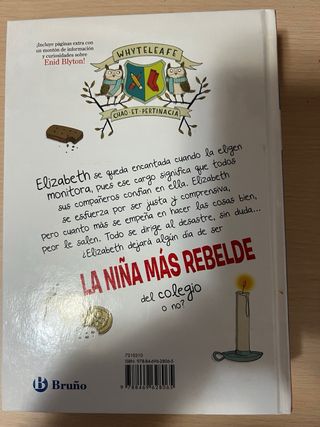 ¡Incluye páginas extra con
un montón de información
y curiosidades sobre
Enid Blyton!
WHYTELEAFE
CHAO·ET·PERTINACIA
Elizabeth se queda encantada cuando la eligen
monitora, pues ese cargo significa que todos
sus compañeros confían en ella. Elizabeth
se esfuerza por ser justa y comprensiva,
pero cuanto más se empeña en hacer las cosas bien,
peor le salen. Todo se dirige al desastre, sin duda...
¿Elizabeth dejará algún día de ser
LA NIÑA MÁS REBELDE
del colegio
o no?
Bruño